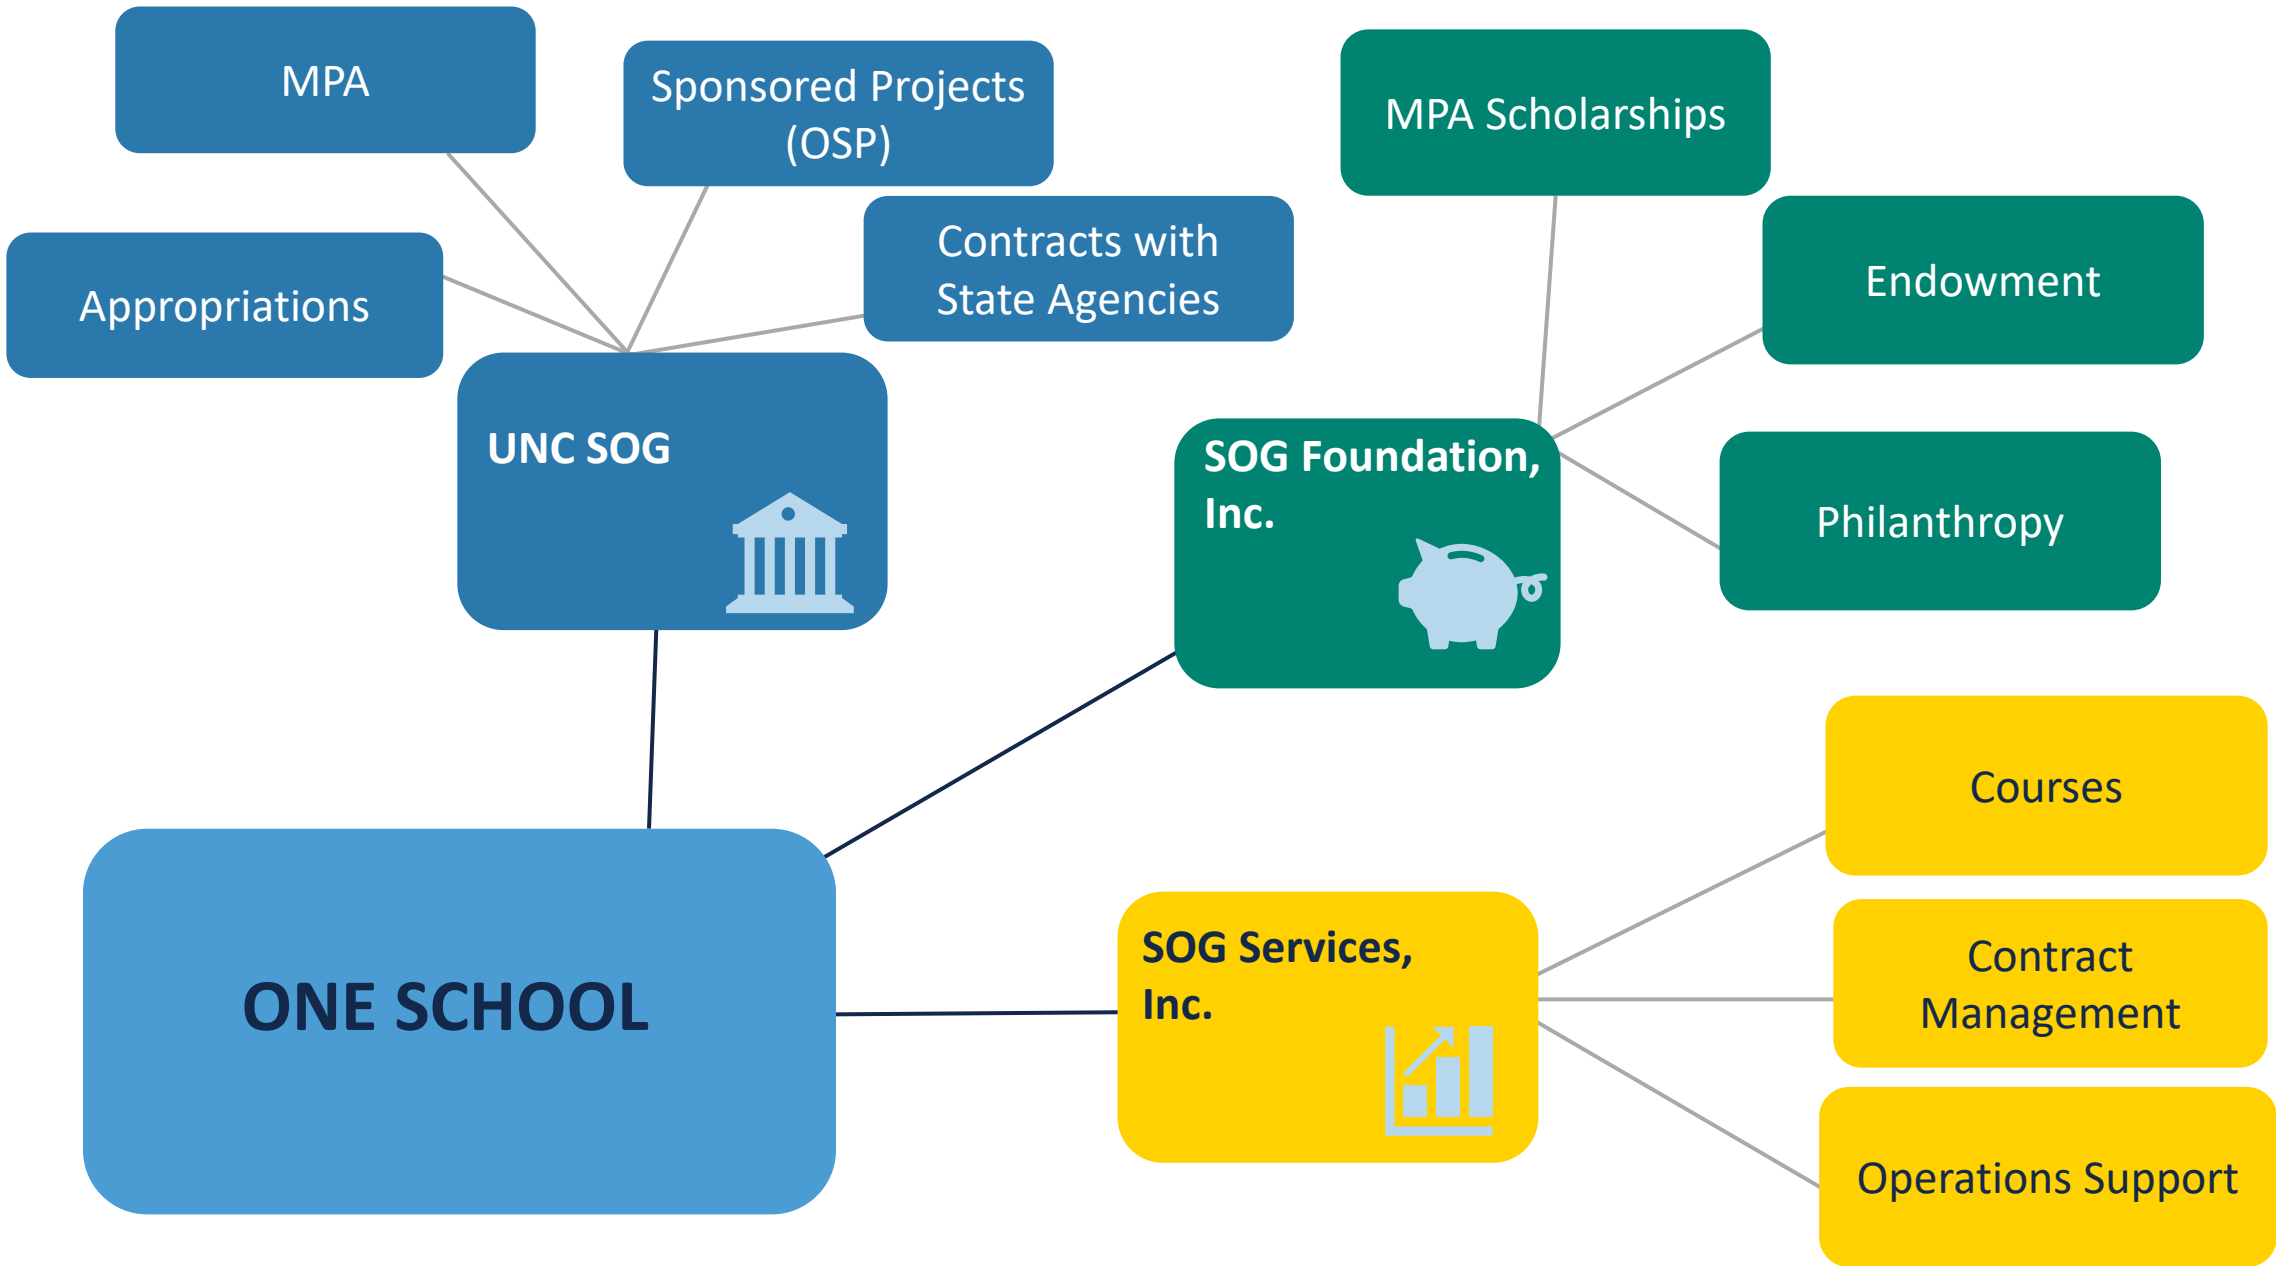 MPA
Sponsored Projects
(OSP)
MPA Scholarships
Contracts with
State Agencies
Appropriations
Endowment
UNC SOG
SOG Foundation,
Inc.
Philanthropy
Courses
SOG Services,
Inc.
Contract
Management
ONE SCHOOL
Operations Support